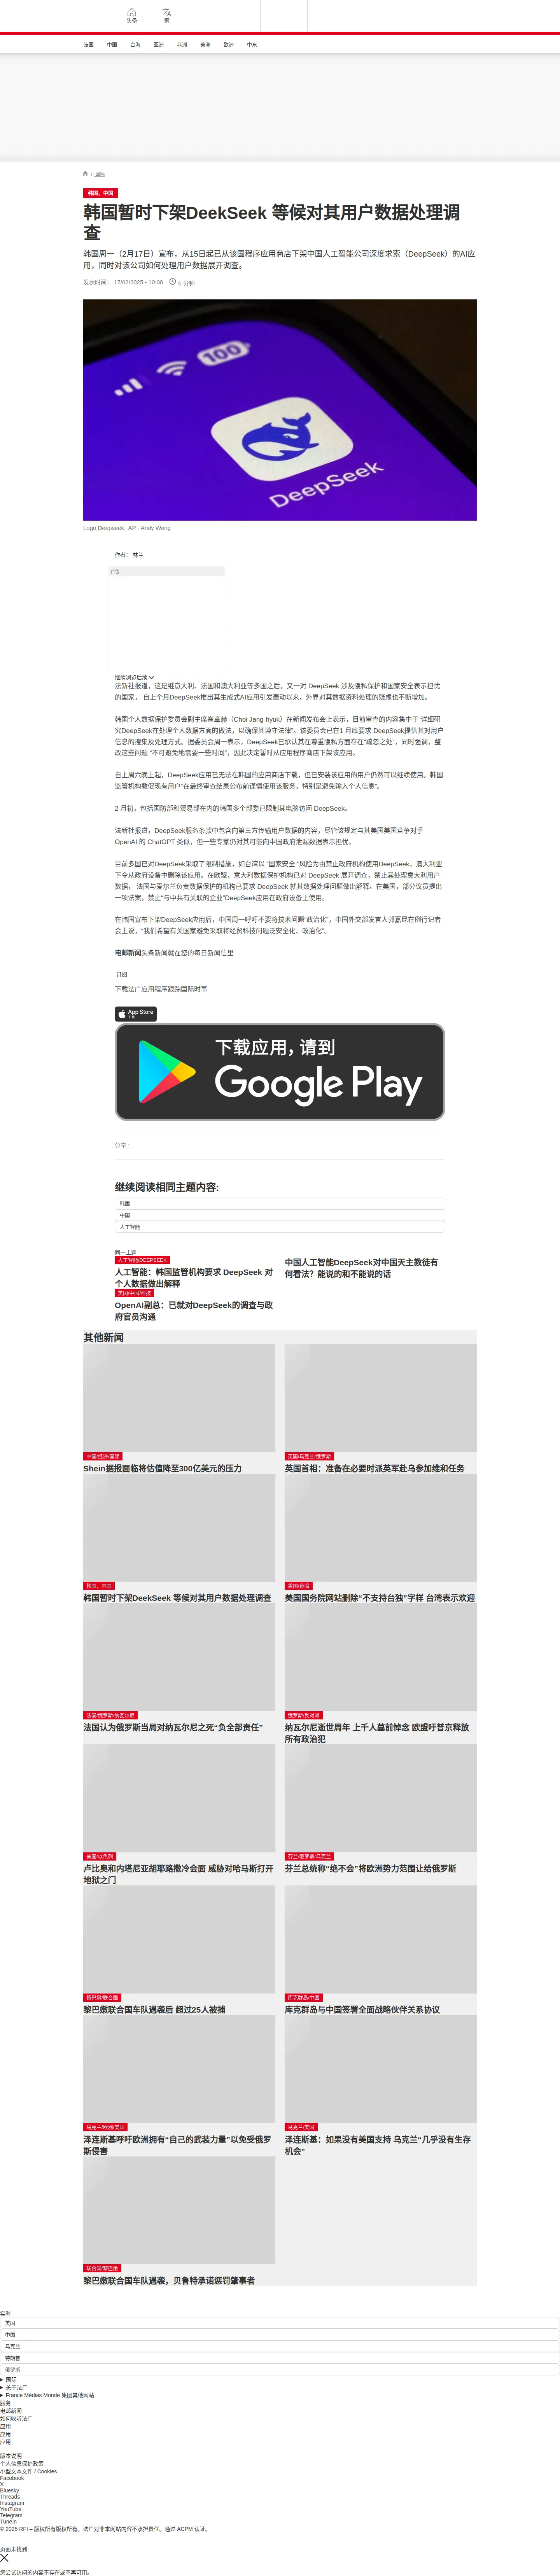 头条
繁
法国
中国
台海
亚洲
非洲
美洲
欧洲
中东
/ 国际
韩国，中国
韩国暂时下架DeekSeek 等候对其用户数据处理调
查
韩国周一（2月17日）宣布，从15日起已从该国程序应用商店下架中国人工智能公司深度求索（DeepSeek）的AI应
用，同时对该公司如何处理用户数据展开调查。
发表时间： 17/02/2025 - 10:00 6 分钟
100
DeepSeek
Logo Deepseek. AP - Andy Wong
作者： 林兰
广告
继续浏览后续
法新社报道，这是继意大利、法国和澳大利亚等多国之后，又一对 DeepSeek 涉及隐私保护和国家安全表示担忧
的国家， 自上个月DeepSeek推出其生成式AI应用引发轰动以来，外界对其数据资料处理的疑虑也不断增加。
韩国个人数据保护委员会副主席崔章赫（Choi Jang-hyuk）在新闻发布会上表示，目前审查的内容集中于“详细研
究DeepSeek在处理个人数据方面的做法，以确保其遵守法律”。该委员会已在1 月底要求 DeepSeek提供其对用户
信息的搜集及处理方式。据委员会周一表示，DeepSeek已承认其在尊重隐私方面存在“疏忽之处”，同时强调，整
改这些问题 “不可避免地需要一些时间”，因此决定暂时从应用程序商店下架该应用。
自上周六晚上起，DeepSeek应用已无法在韩国的应用商店下载，但已安装该应用的用户仍然可以继续使用。韩国
监管机构敦促现有用户“在最终审查结果公布前谨慎使用该服务，特别是避免输入个人信息”。
2 月初，包括国防部和贸易部在内的韩国多个部委已限制其电脑访问 DeepSeek。
法新社报道，DeepSeek服务条款中包含向第三方传输用户数据的内容，尽管该规定与其美国美国竞争对手
OpenAI 的 ChatGPT 类似，但一些专家仍对其可能向中国政府泄漏数据表示担忧。
目前多国已对DeepSeek采取了限制措施，如台湾以 “国家安全 ”风险为由禁止政府机构使用DeepSeek，澳大利亚
下令从政府设备中删除该应用。在欧盟，意大利数据保护机构已对 DeepSeek 展开调查，禁止其处理意大利用户
数据， 法国与爱尔兰负责数据保护的机构已要求 DeepSeek 就其数据处理问题做出解释。在美国，部分议员提出
一项法案，禁止“与中共有关联的企业”DeepSeek应用在政府设备上使用。
在韩国宣布下架DeepSeek应用后，中国周一呼吁不要将技术问题“政治化”，中国外交部发言人郭嘉昆在例行记者
会上说，“我们希望有关国家避免采取将经贸科技问题泛安全化、政治化”。
电邮新闻头条新闻就在您的每日新闻信里
订阅
下载法广应用程序跟踪国际时事
App Store
下载
下载应用，请到
Google Play
分享 :
继续阅读相同主题内容:
韩国
中国
人工智能
同一主题
人工智能/DEEPSEEK
人工智能：韩国监管机构要求 DeepSeek 对
个人数据做出解释
中国人工智能DeepSeek对中国天主教徒有
何看法？能说的和不能说的话
美国/中国/科技
OpenAI副总：已就对DeepSeek的调查与政
府官员沟通
其他新闻
中国/经济/国际
Shein据报面临将估值降至300亿美元的压力
英国/乌克兰/俄罗斯
英国首相：准备在必要时派英军赴乌参加维和任务
韩国，中国
韩国暂时下架DeekSeek 等候对其用户数据处理调查
美国/台湾
美国国务院网站删除“不支持台独”字样 台湾表示欢迎
法国/俄罗斯/纳瓦尔尼
法国认为俄罗斯当局对纳瓦尔尼之死“负全部责任”
俄罗斯/反对派
纳瓦尔尼逝世周年 上千人墓前悼念 欧盟吁普京释放
所有政治犯
美国/以色列
卢比奥和内塔尼亚胡耶路撒冷会面 威胁对哈马斯打开
地狱之门
芬兰/俄罗斯/乌克兰
芬兰总统称“绝不会”将欧洲势力范围让给俄罗斯
黎巴嫩/联合国
黎巴嫩联合国车队遇袭后 超过25人被捕
库克群岛/中国
库克群岛与中国签署全面战略伙伴关系协议
乌克兰/欧洲/美国
泽连斯基呼吁欧洲拥有“自己的武装力量”以免受俄罗
斯侵害
乌克兰/美国
泽连斯基：如果没有美国支持 乌克兰“几乎没有生存
机会”
联合国/黎巴嫩
黎巴嫩联合国车队遇袭，贝鲁特承诺惩罚肇事者
实时
美国
中国
乌克兰
特朗普
俄罗斯
国际
关于法广
France Médias Monde 集团其他网站
服务
电邮新闻
如何收听法广
应用
应用
应用
版本说明
个人信息保护政策
小型文本文件 / Cookies
Facebook
X
Bluesky
Threads
Instagram
YouTube
Telegram
TuneIn
© 2025 RFI – 版权所有版权所有。法广对非本网站内容不承担责任。通过 ACPM 认证。
页面未找到
您尝试访问的内容不存在或不再可用。